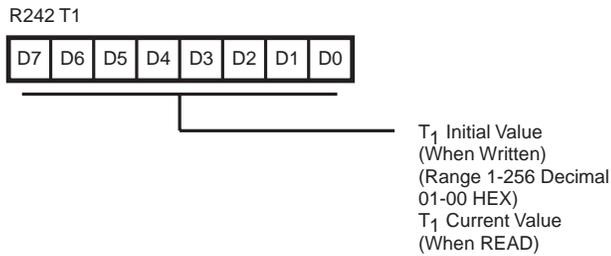 R242 T1
D7 D6 D5 D4 D3 D2 D1 D0
T1 Initial Value
(When Written)
(Range 1-256 Decimal
01-00 HEX)
T1 Current Value
(When READ)